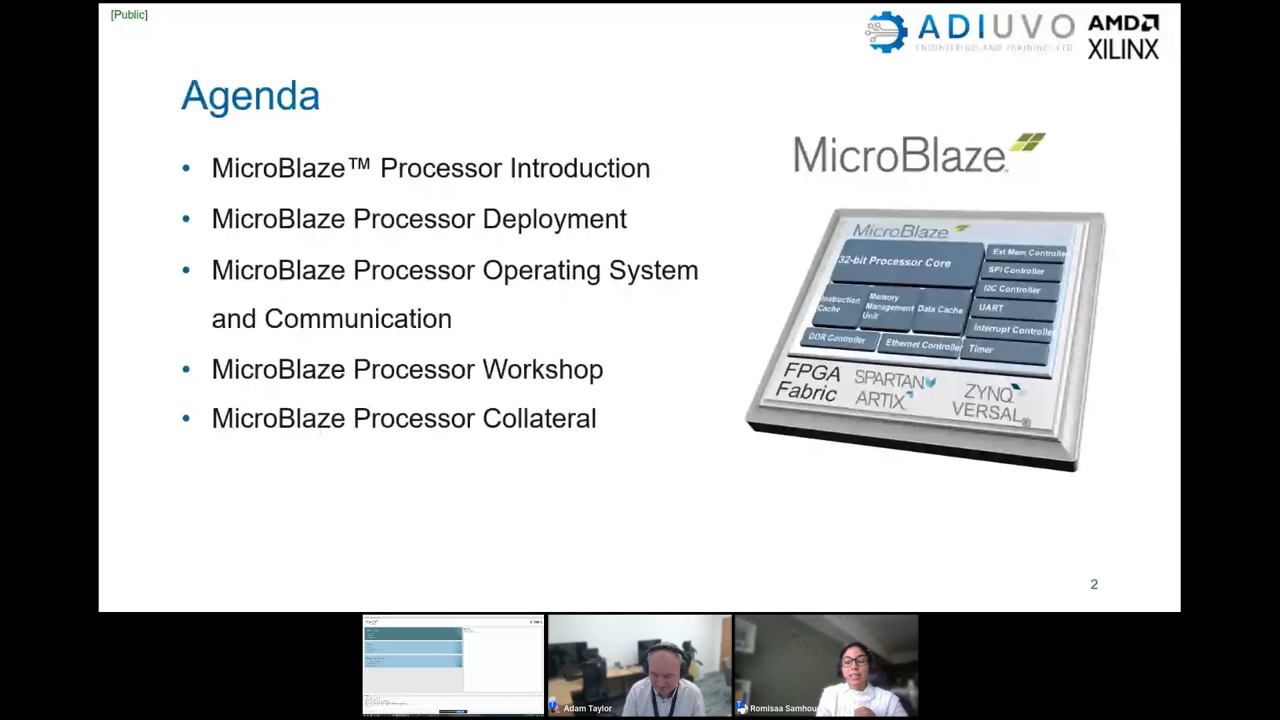 [Public]
ADIUVO
ENGINEERING AND TRAINING, LTD.
AMD
XILINX
Agenda
• MicroBlaze™ Processor Introduction
• MicroBlaze Processor Deployment
• MicroBlaze Processor Operating System
and Communication
• MicroBlaze Processor Workshop
• MicroBlaze Processor Collateral
MicroBlaze™
MicroBlaze
32-bit Processor Core
Ext Mem Controller
SPI Controller
I2C Controller
UART
Interrupt Controller
Timer
Instruction
Cache
Memory
Management
Unit
Data Cache
DDR Controller
Ethernet Controller
FPGA
Fabric
SPARTAN
ARTIX
ZYNQ
VERSAL
2
Adam Taylor
Romisaa Samhou